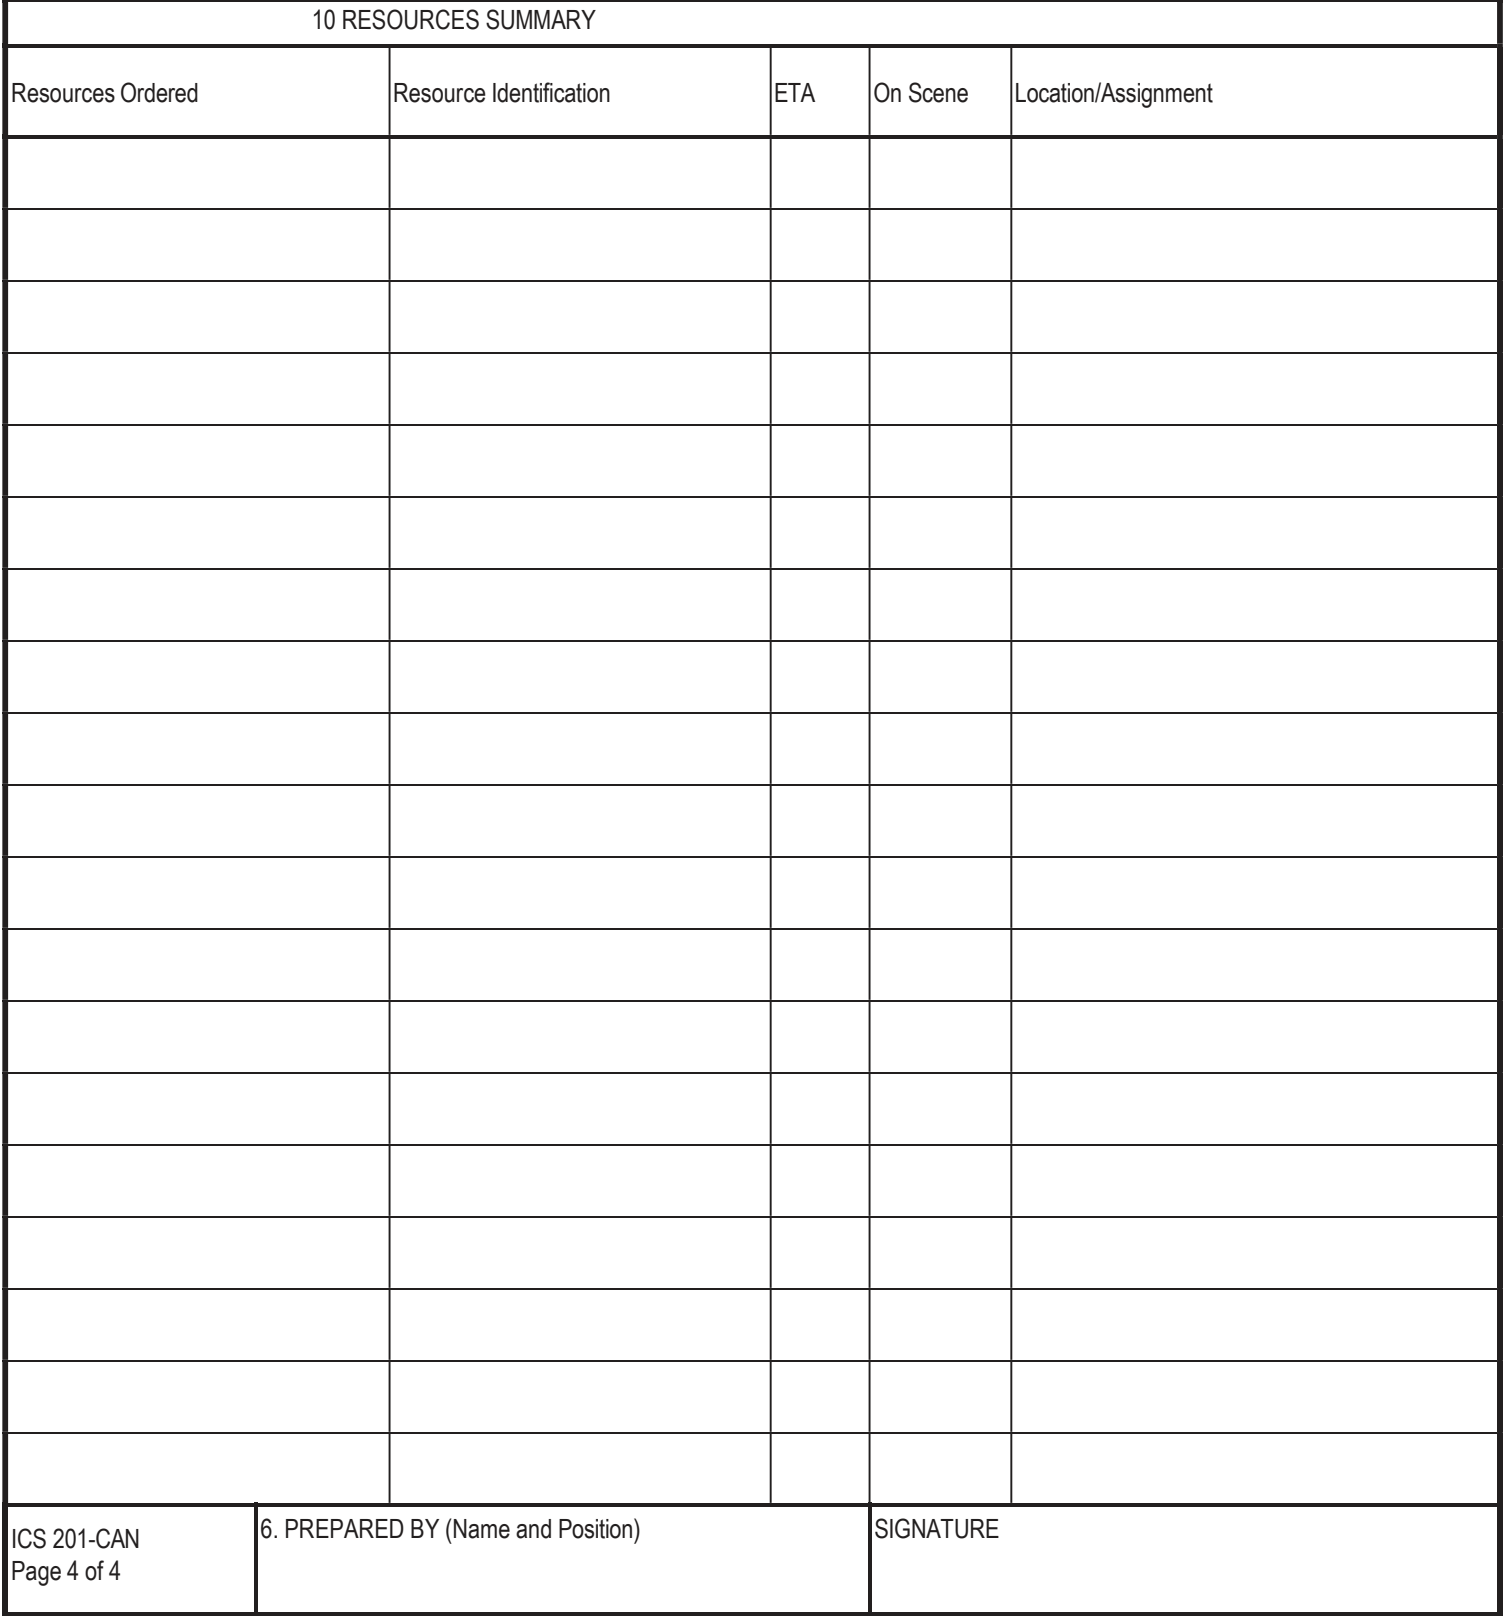 10 RESOURCES SUMMARY
Resources Ordered
Resource Identification
ETA
On Scene
Location/Assignment
ICS 201-CAN
Page 4 of 4
6. PREPARED BY (Name and Position)
SIGNATURE